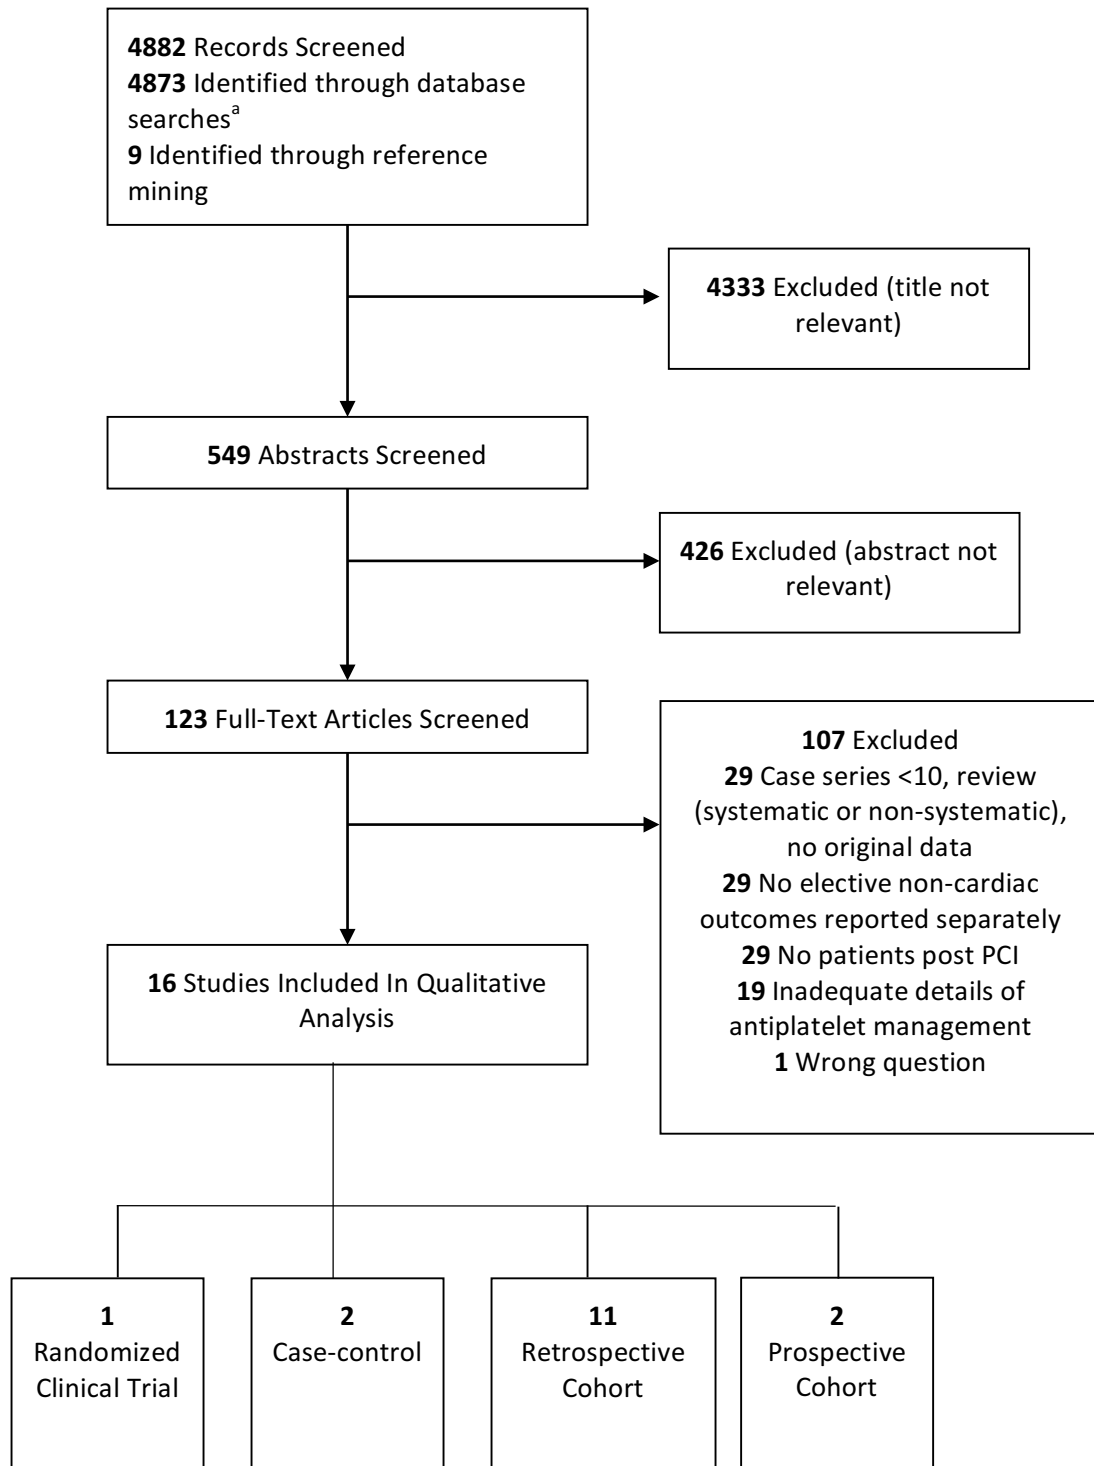 4882 Records Screened
4873 Identified through database
searchesᵃ
9 Identified through reference
mining
4333 Excluded (title not
relevant)
549 Abstracts Screened
426 Excluded (abstract not
relevant)
123 Full-Text Articles Screened
107 Excluded
29 Case series <10, review
(systematic or non-systematic),
no original data
29 No elective non-cardiac
outcomes reported separately
29 No patients post PCI
19 Inadequate details of
antiplatelet management
1 Wrong question
16 Studies Included In Qualitative
Analysis
1
Randomized
Clinical Trial
2
Case-control
11
Retrospective
Cohort
2
Prospective
Cohort